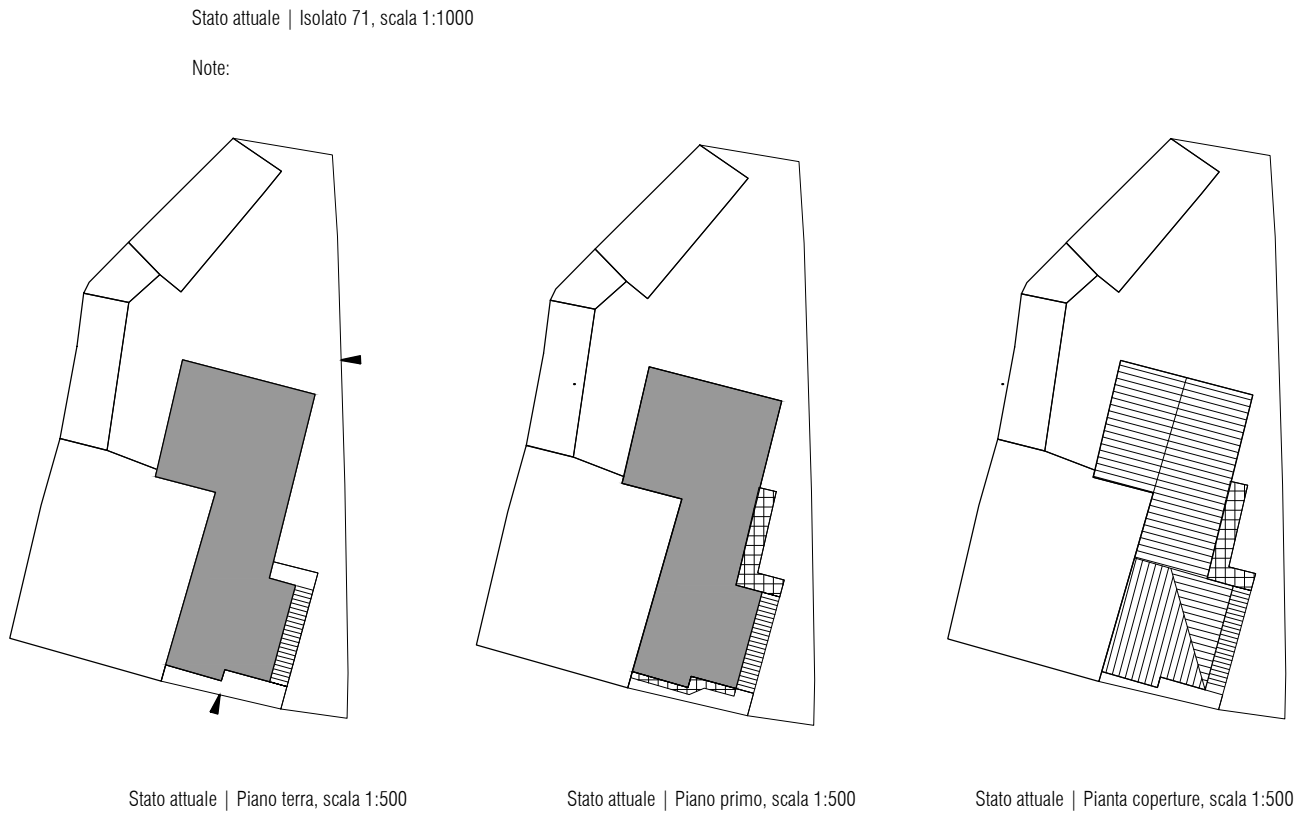 Stato attuale | Isolato 71, scala 1:1000
Note:
Stato attuale | Piano terra, scala 1:500
Stato attuale | Piano primo, scala 1:500
Stato attuale | Pianta coperture, scala 1:500